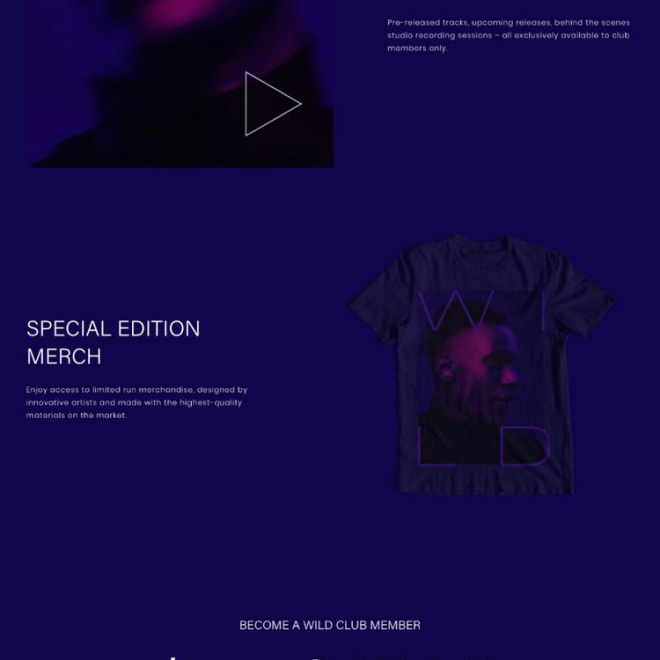 Pre-released tracks, upcoming releases, behind the scenes
studio recording sessions – all exclusively available to club
members only.
SPECIAL EDITION
MERCH
Enjoy access to limited run merchandise, designed by
innovative artists and made with the highest-quality
materials on the market.
W I
L D
BECOME A WILD CLUB MEMBER